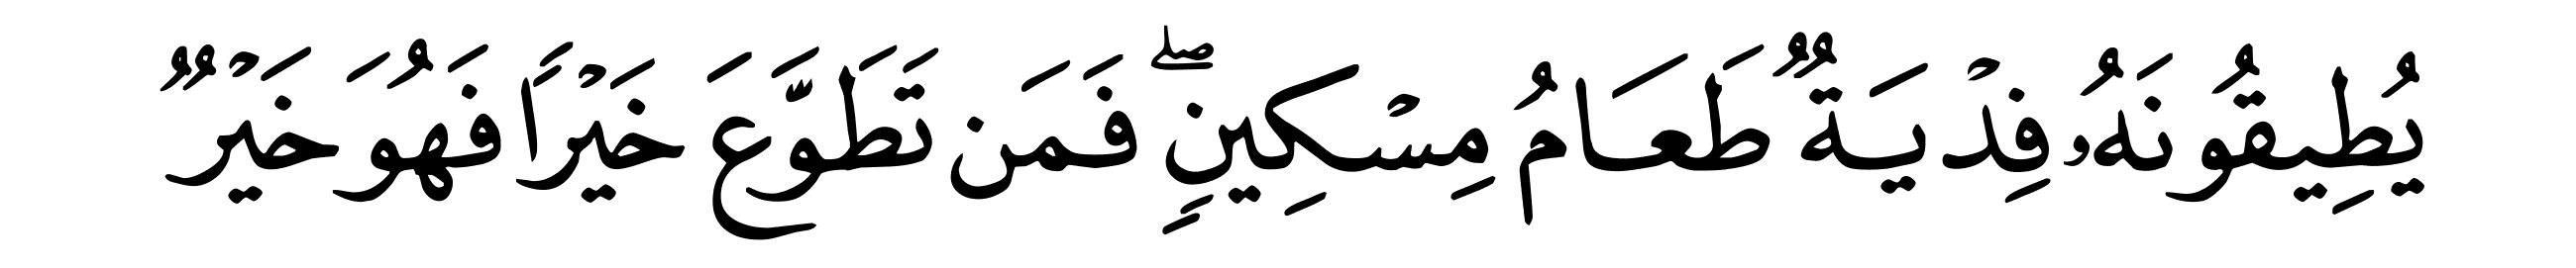 يُطِيقُونَهُۥ فِدۡيَةٌ طَعَامُ مِسۡكِينٍۖ فَمَن تَطَوَّعَ خَيۡرًا فَهُوَ خَيۡرٌ